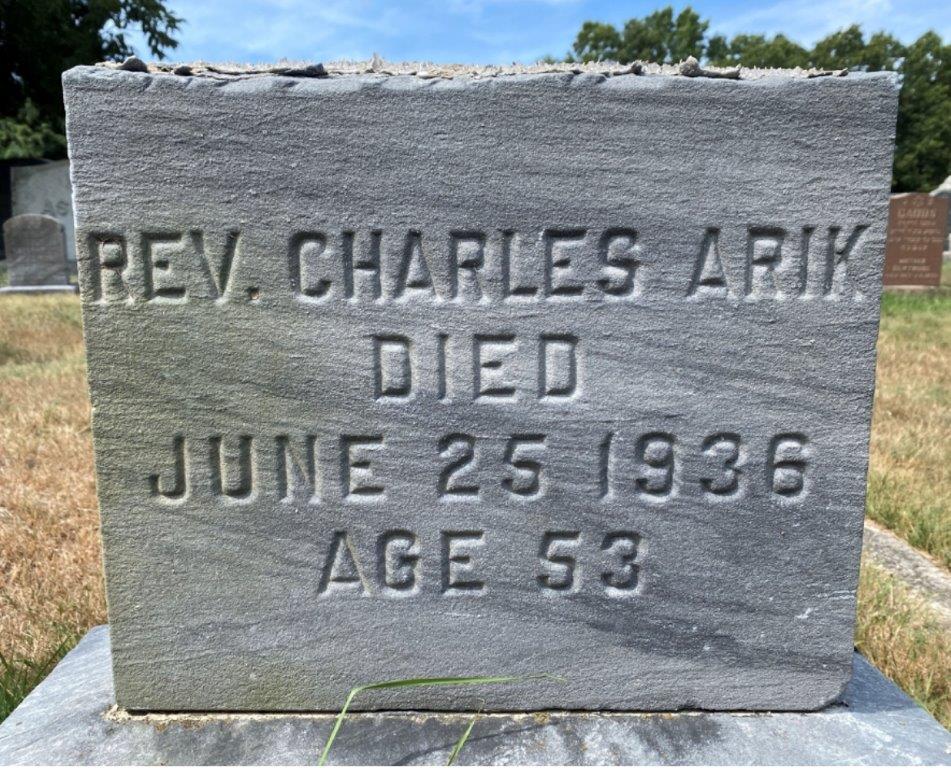 REV. CHARLES ARIK.
DIED
JUNE 25 1936
AGE 53